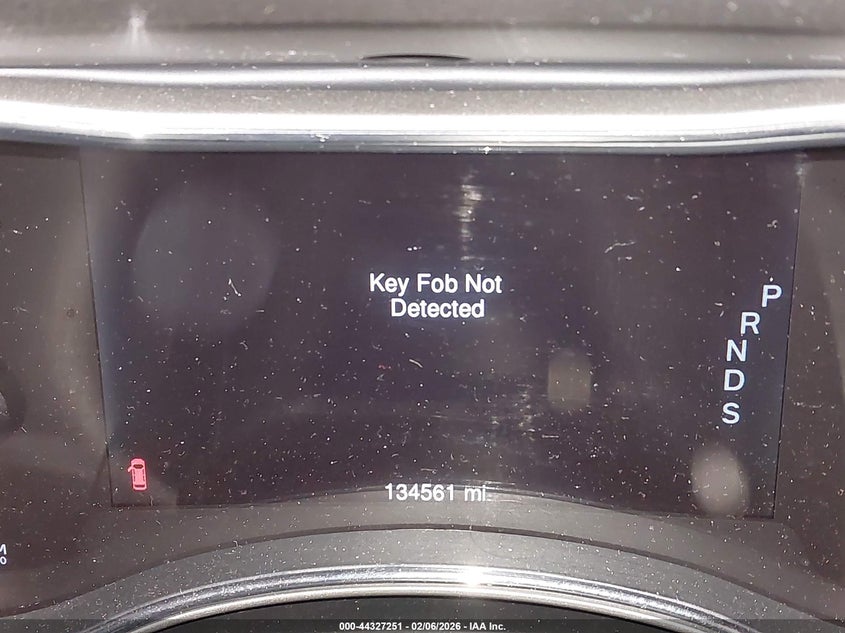 Key Fob Not
Detected
P
R
N
D
S
134561 mi
000-44327251 - 02/06/2026 - IAA Inc.